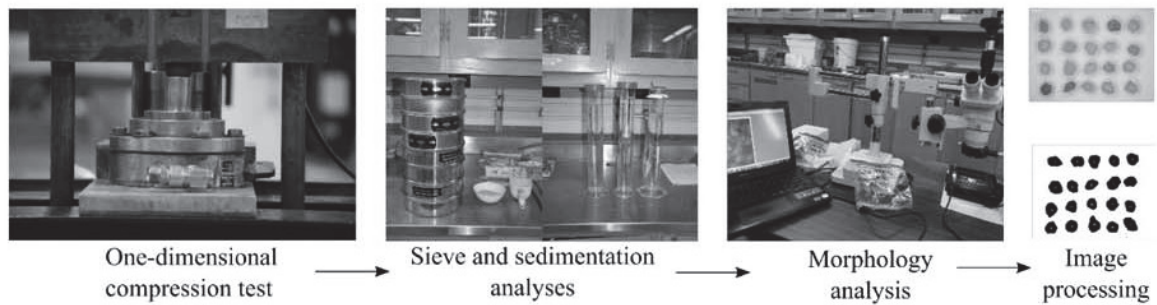 One-dimensional
compression test
Sieve and sedimentation
analyses
Morphology
analysis
Image
processing